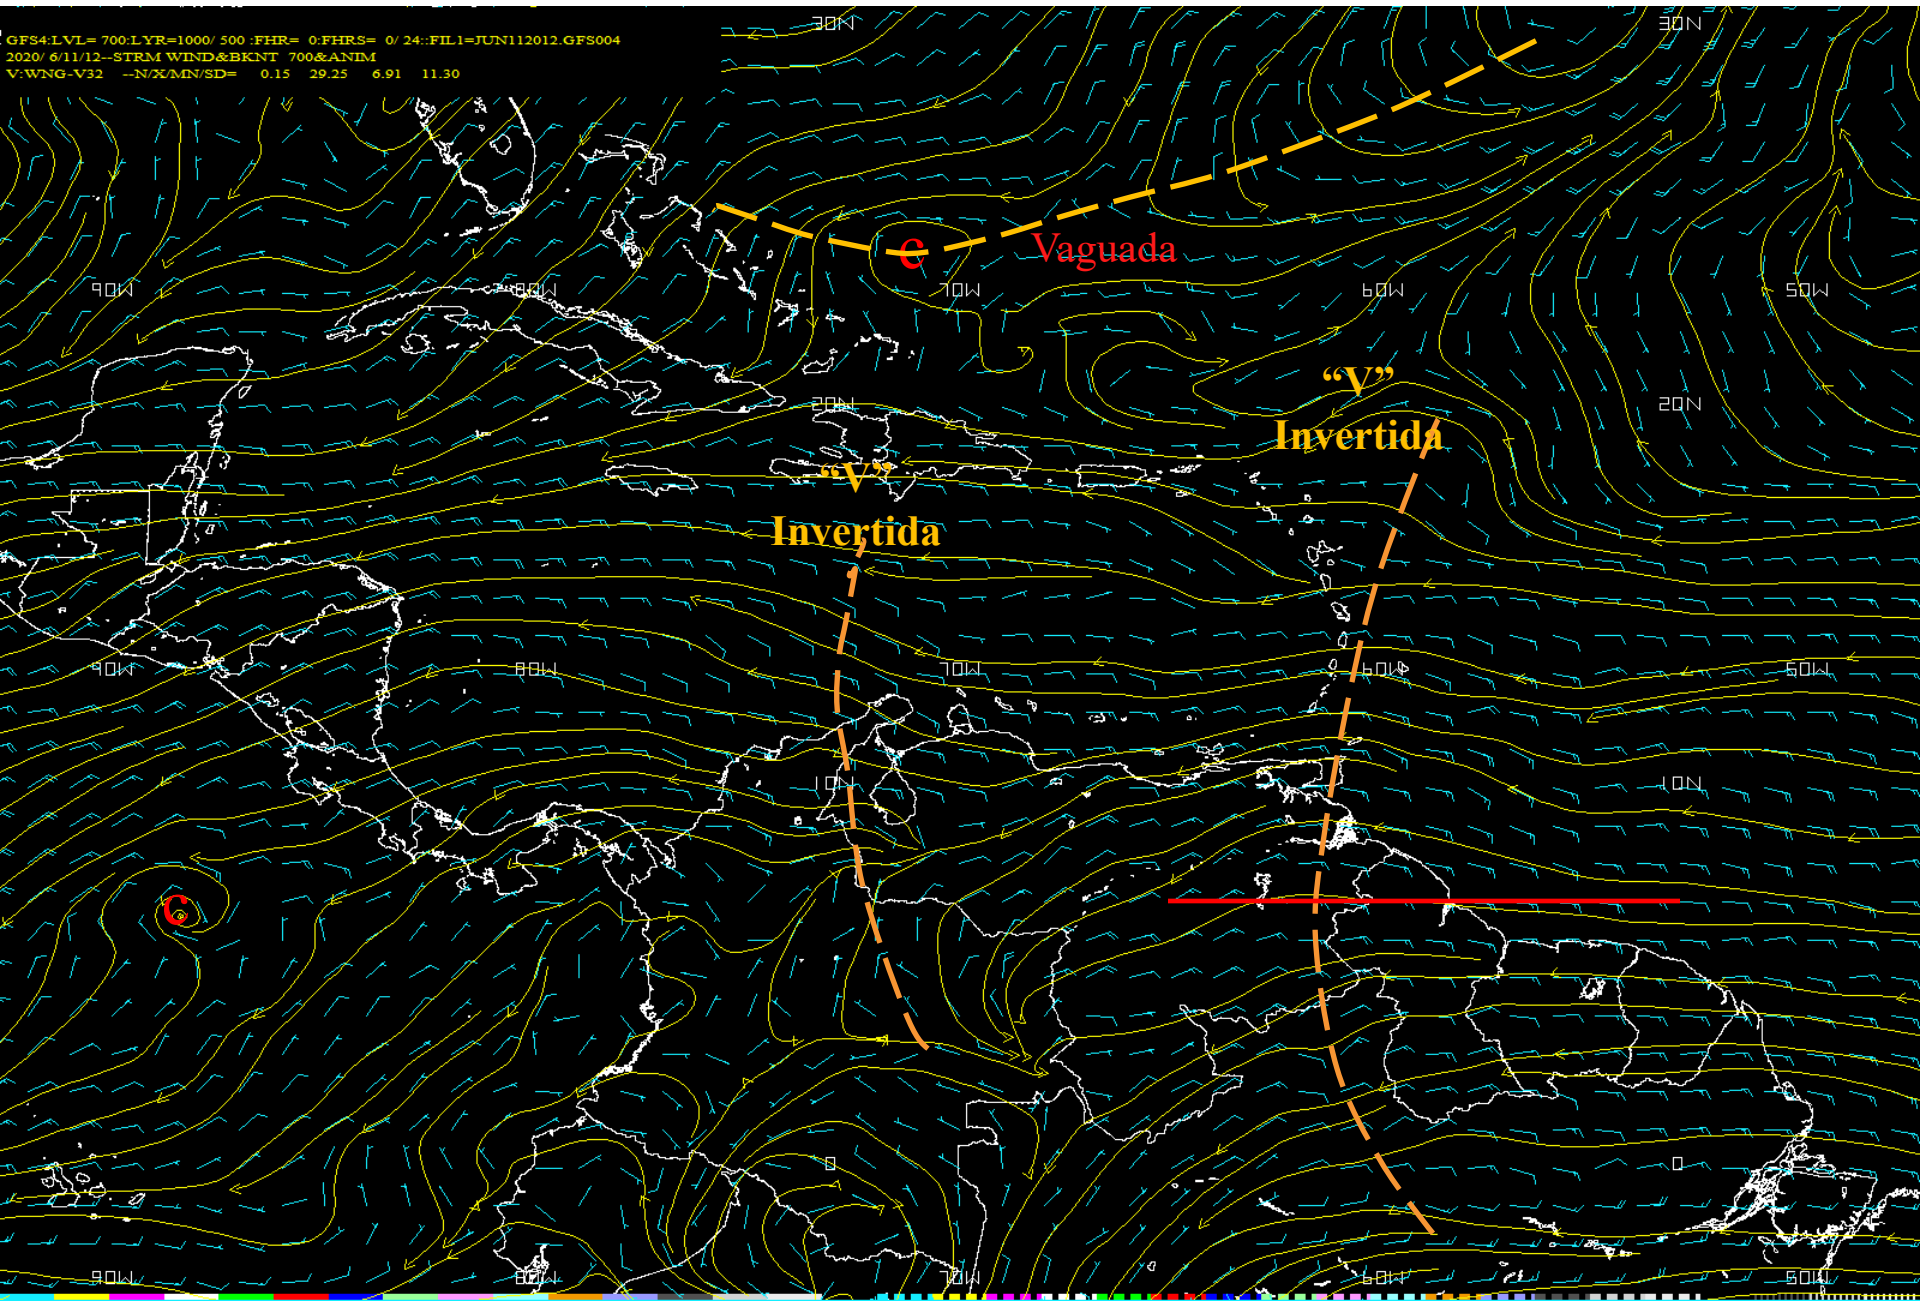 GFS4:LVL= 700:LYR=1000/ 500 :FHR= 0:FHRS= 0/ 24::FIL1=JUN112012.GFS004
2020/ 6/11/12--STRM WIND&BKNT 700&ANIM
V:WNG-V32 --N/X/MN/SD= 0.15 29.25 6.91 11.30
30N 30N
C Vaguada
90W 80W 70W 60W 50W
“V”
20N 20N
Invertida
“V”
Invertida
90W 80W 70W 60W 50W
10N 10N
C
0 0
90W 80W 70W 60W 50W